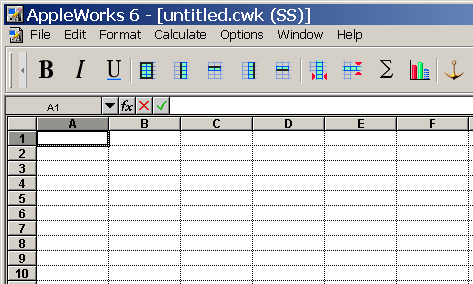 AppleWorks 6 - [untitled.cwk (SS)]
File Edit Format Calculate Options Window Help
B I U Σ
A1 fx
A B C D E F
1
2
3
4
5
6
7
8
9
10